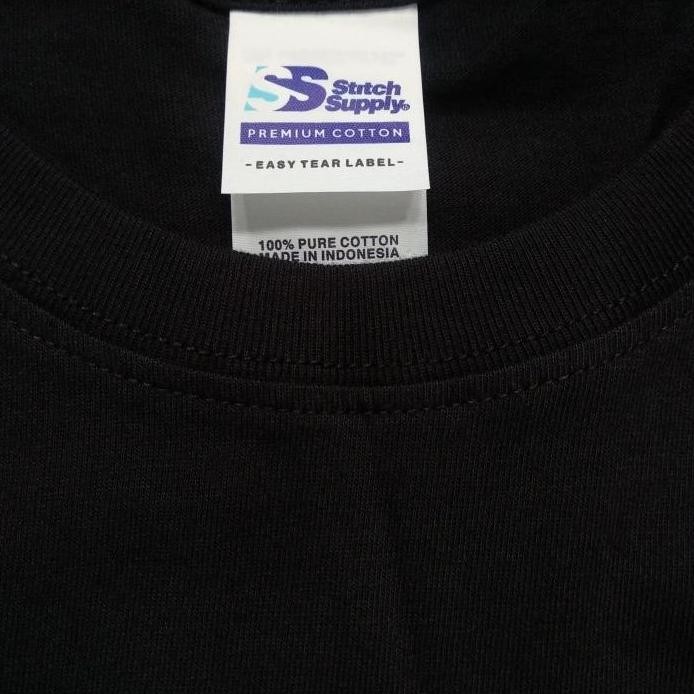 SS Stitch
Supply®
PREMIUM COTTON
-EASY TEAR LABEL-
100% PURE COTTON
MADE IN INDONESIA